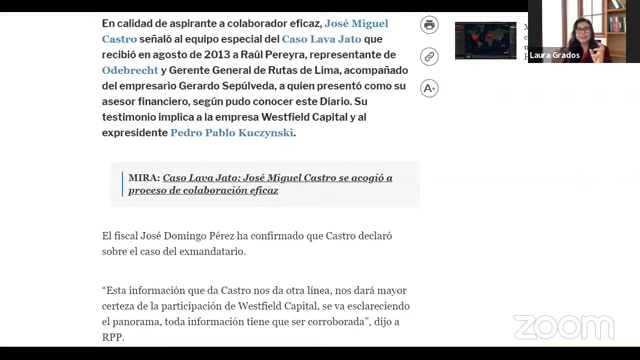 En calidad de aspirante a colaborador eficaz, José Miguel
Castro señaló al equipo especial del Caso Lava Jato que
recibió en agosto de 2013 a Raúl Pereyra, representante de
Odebrecht y Gerente General de Rutas de Lima, acompañado
del empresario Gerardo Sepúlveda, a quien presentó como su
asesor financiero, según pudo conocer este Diario. Su
testimonio implica a la empresa Westfield Capital y al
expresidente Pedro Pablo Kuczynski.
MIRA: Caso Lava Jato: José Miguel Castro se acogió a
proceso de colaboración eficaz
El fiscal José Domingo Pérez ha confirmado que Castro declaró
sobre el caso del exmandatario.
“Esta información que da Castro nos da otra línea, nos dará mayor
certeza de la participación de Westfield Capital, se va esclareciendo
el panorama, toda información tiene que ser corroborada”, dijo a
RPP.
A+
Laura Grados
zoom